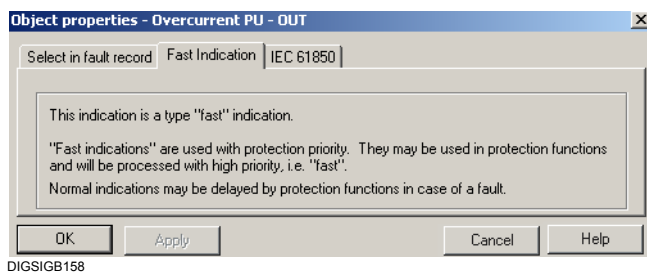 Object properties - Overcurrent PU - OUT
Select in fault record Fast Indication IEC 61850
This indication is a type "fast" indication.
"Fast indications" are used with protection priority. They may be used in protection functions
and will be processed with high priority, i.e. "fast".
Normal indications may be delayed by protection functions in case of a fault.
OK Apply Cancel Help
DIGSIGB158